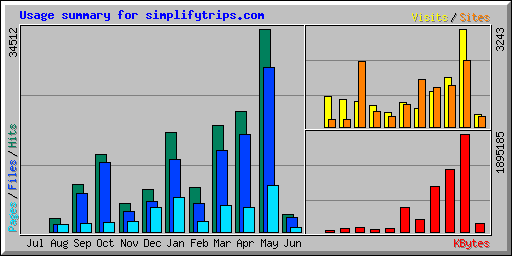 Usage summary for simplifytrips.com
Visits / Sites
34512
3243
Pages / Files / Hits
1895185
Jul Aug Sep Oct Nov Dec Jan Feb Mar Apr May Jun
KBytes